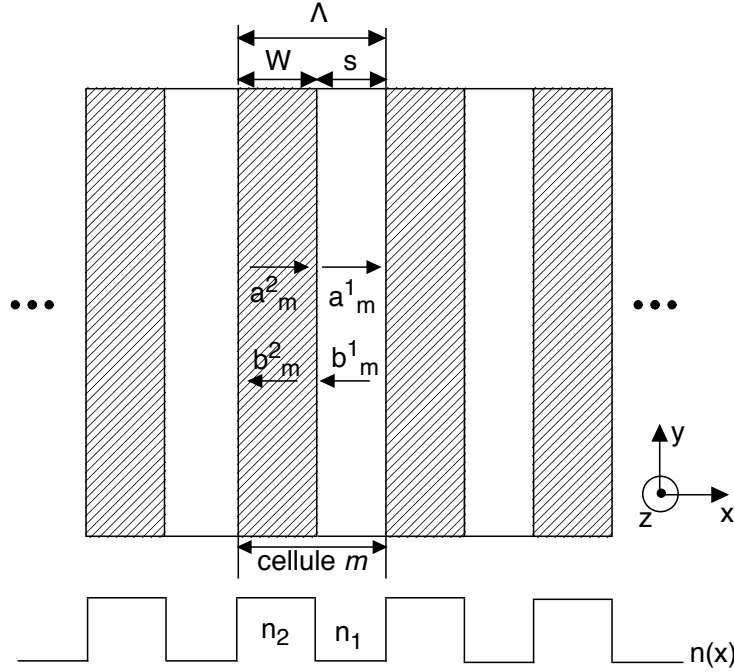 Λ
W s
a²ₘ a¹ₘ
b²ₘ b¹ₘ
y
z x
cellule m
n₂ n₁ n(x)